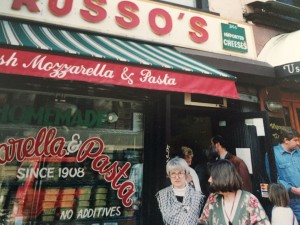 RUSSO'S
IMPORTED
CHEESES
sh Mozzarella & Pasta
HOMEMADE
arella & Pasta
SINCE 1908
NO ADDITIVES
Us